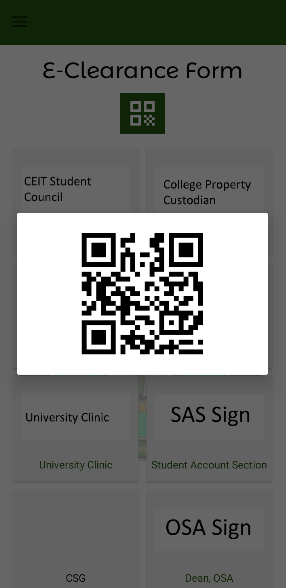 E-Clearance Form
CEIT Student
Council
College Property
Custodian
University Clinic
SAS Sign
University Clinic
Student Account Section
OSA Sign
CSG
Dean, OSA